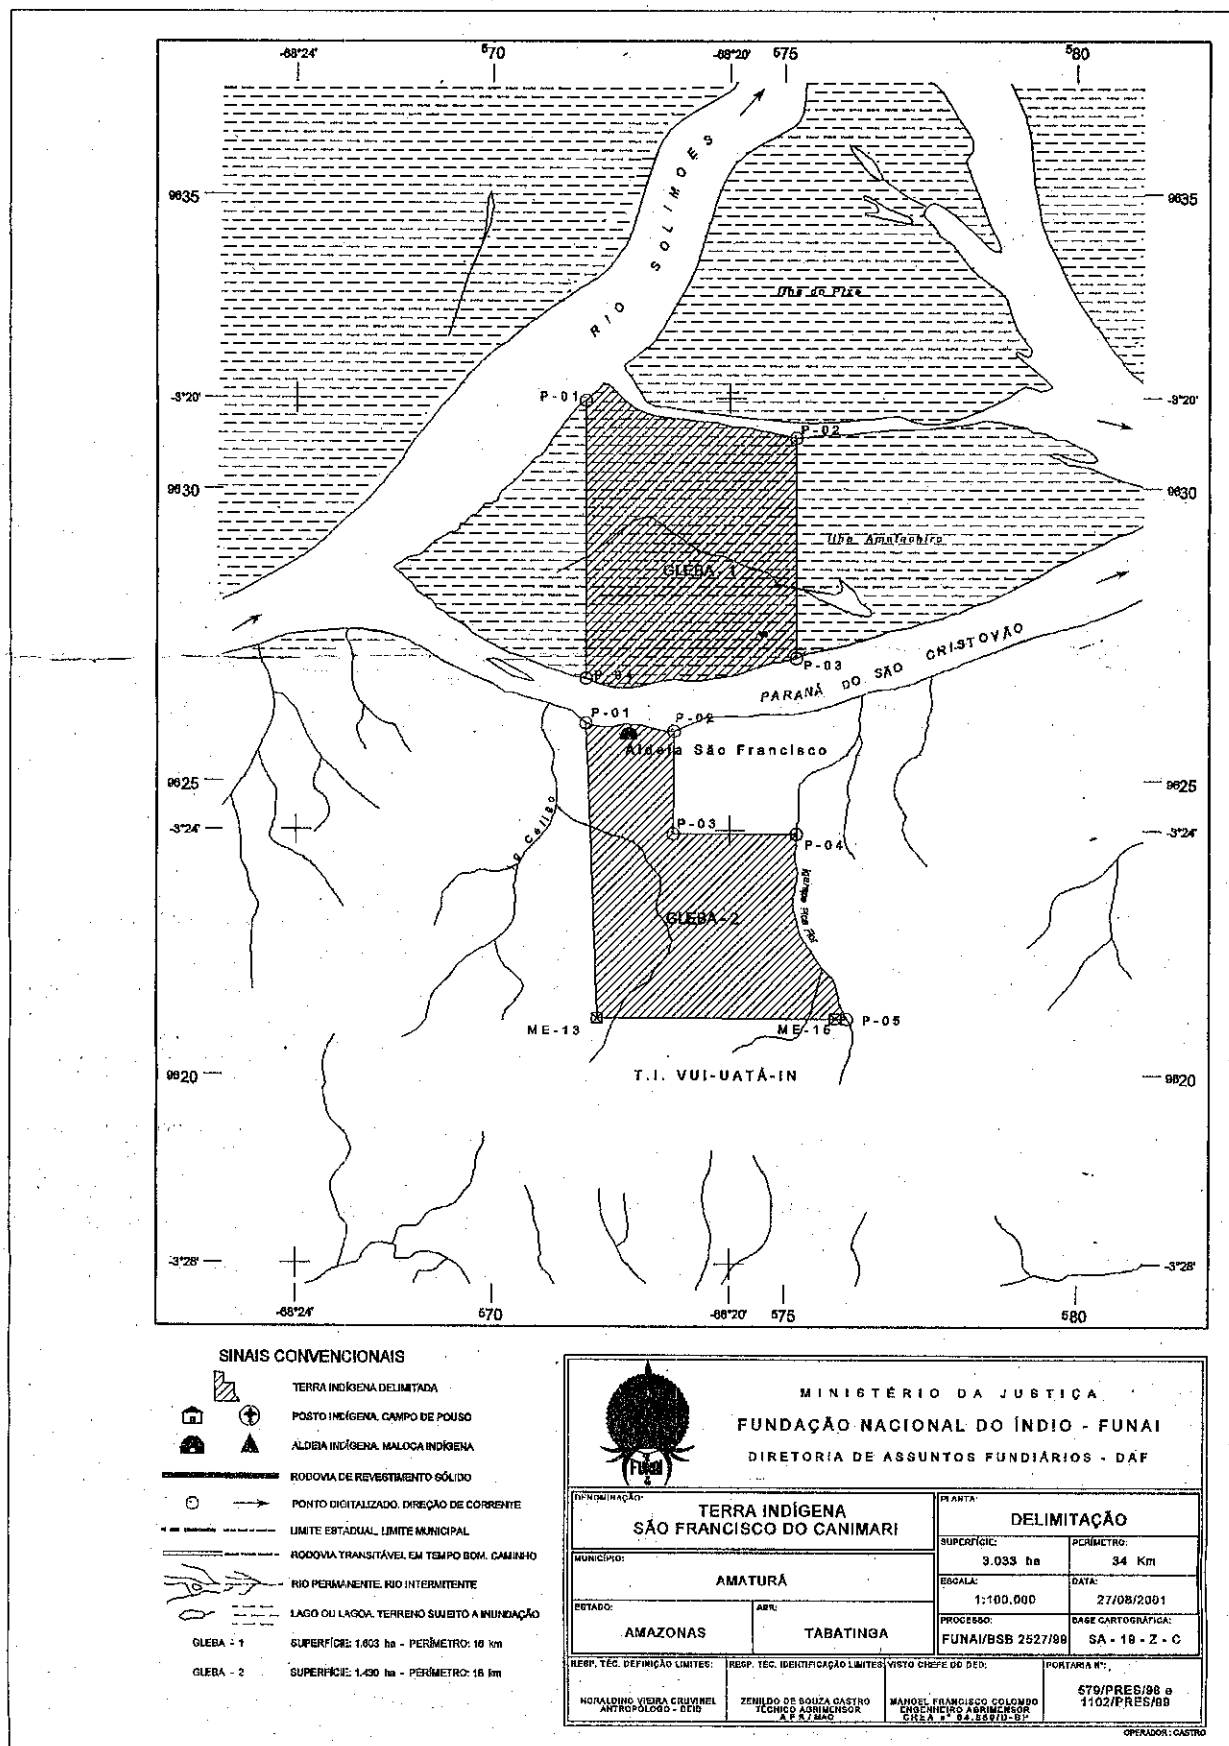 -68°24'
570
-68°20'
575
580
9635
9635
RIO SOLIMOES
Ilha do Pixe
-3°20'
-3°20'
P-01
P-02
9630
9630
Ilha Amataohiro
GLEBA - 1
P-03
PARANÁ DO SÃO CRISTOVÃO
P-01
P-02
Aldeia São Francisco
9625
9625
-3°24'
-3°24'
P-03
P-04
GLEBA - 2
ME-13
P-05
T.I. VUI-UATÁ-IN
9620
9620
-3°28'
-3°28'
-68°24'
570
-68°20'
575
580
SINAIS CONVENCIONAIS
TERRA INDÍGENA DELIMITADA
POSTO INDÍGENA, CAMPO DE POUSO
ALDEIA INDÍGENA, MALOCA INDÍGENA
RODOVIA DE REVESTIMENTO SÓLIDO
PONTO DIGITALIZADO, DIREÇÃO DE CORRENTE
LIMITE ESTADUAL, LIMITE MUNICIPAL
RODOVIA TRANSITÁVEL EM TEMPO BOM, CAMINHO
RIO PERMANENTE, RIO INTERMITENTE
LAGO OU LAGOA, TERRENO SUJEITO A INUNDAÇÃO
GLEBA - 1 SUPERFÍCIE: 1.603 ha - PERÍMETRO: 16 km
GLEBA - 2 SUPERFÍCIE: 1.430 ha - PERÍMETRO: 18 km
MINISTÉRIO DA JUSTIÇA
FUNDAÇÃO NACIONAL DO ÍNDIO - FUNAI
DIRETORIA DE ASSUNTOS FUNDIÁRIOS - DAF
FUNAI
DENOMINAÇÃO:
TERRA INDÍGENA
SÃO FRANCISCO DO CANIMARI
PLANTA:
DELIMITAÇÃO
SUPERFÍCIE:
3.033 ha
PERÍMETRO:
34 Km
MUNICÍPIO:
AMATURÁ
ESCALA:
1:100.000
DATA:
27/08/2001
ESTADO:
AMAZONAS
AER:
TABATINGA
PROCESSO:
FUNAI/BSB 2527/99
BASE CARTOGRÁFICA:
SA - 19 - Z - C
RESP. TÉC. DEFINIÇÃO LIMITES:
NORALDINO VIEIRA CRUVINEL
ANTROPÓLOGO - DEID
RESP. TÉC. IDENTIFICAÇÃO LIMITES
ZENILDO DE SOUZA CASTRO
TÉCNICO AGRIMENSOR
VISTO CHEFE DO DED:
MANOEL FRANCISCO COLOMBO
ENGENHEIRO AGRIMENSOR
PORTARIA Nº:
579/PRES/98 e
1102/PRES/99
OPERADOR: CASTRO